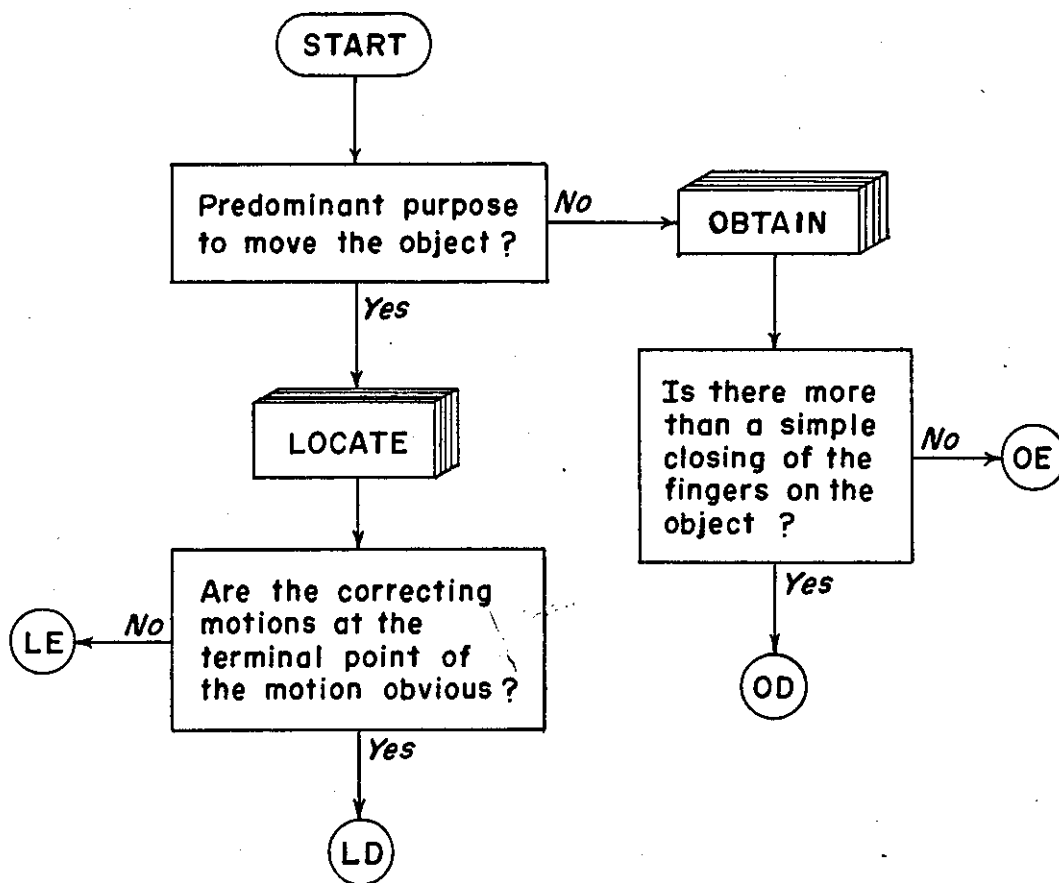 START
Predominant purpose
to move the object ?
No
OBTAIN
Yes
LOCATE
Is there more
than a simple
closing of the
fingers on the
object ?
No
OE
Yes
OD
Are the correcting
motions at the
terminal point of
the motion obvious ?
No
LE
Yes
LD